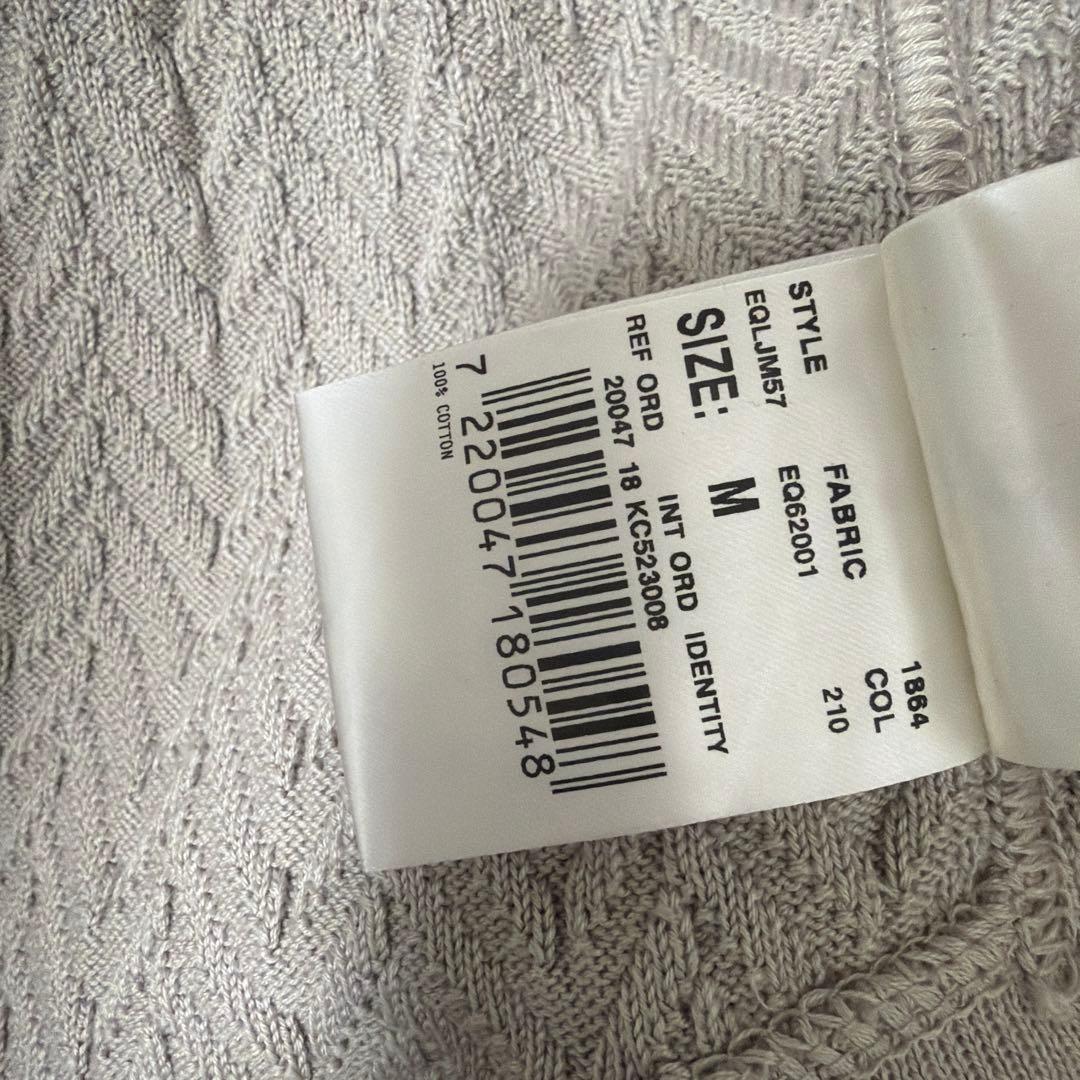 1864
STYLE FABRIC COL
EQLJM57 EQ62001 210
SIZE: M
REF ORD INT ORD IDENTITY
20047 18 KC523008
7 220047 180548
100% COTTON